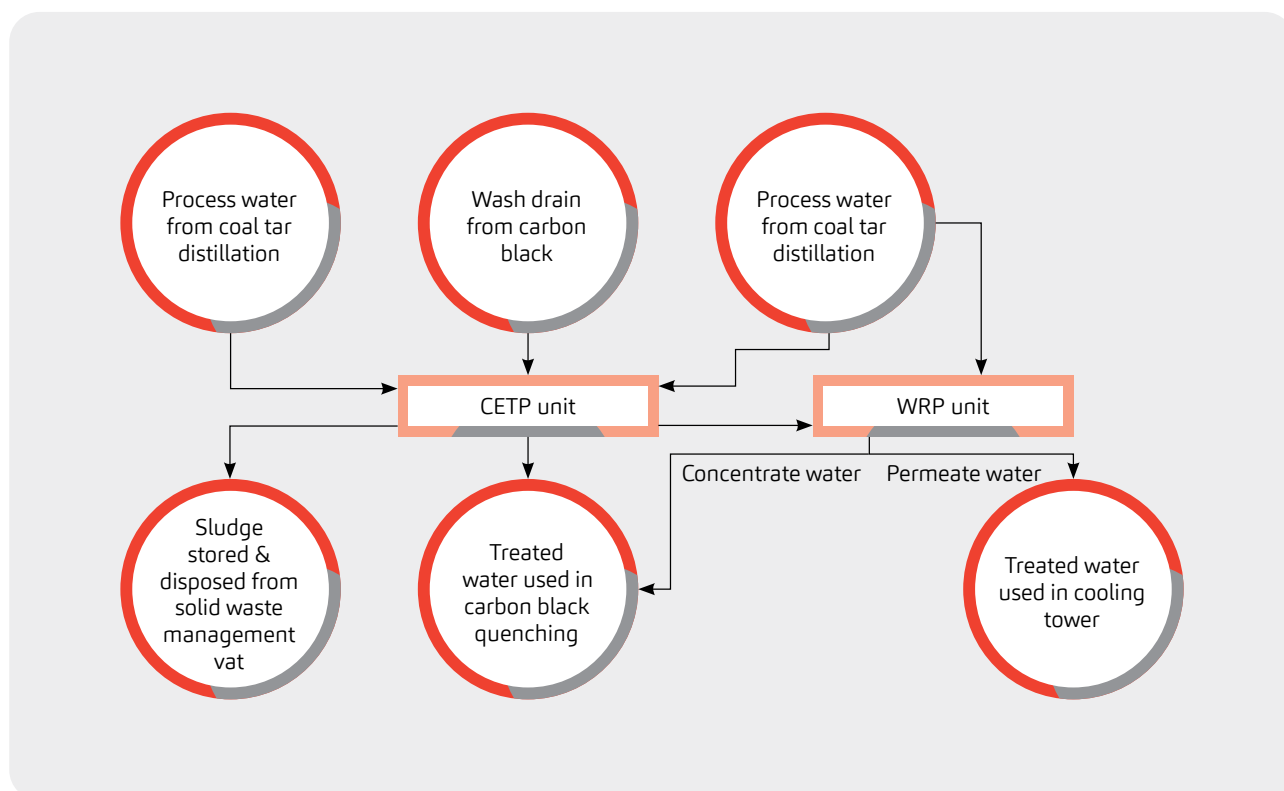 Process water
from coal tar
distillation
Wash drain
from carbon
black
Process water
from coal tar
distillation
CETP unit
WRP unit
Concentrate water
Permeate water
Sludge
stored &
disposed from
solid waste
management
vat
Treated
water used in
carbon black
quenching
Treated water
used in cooling
tower